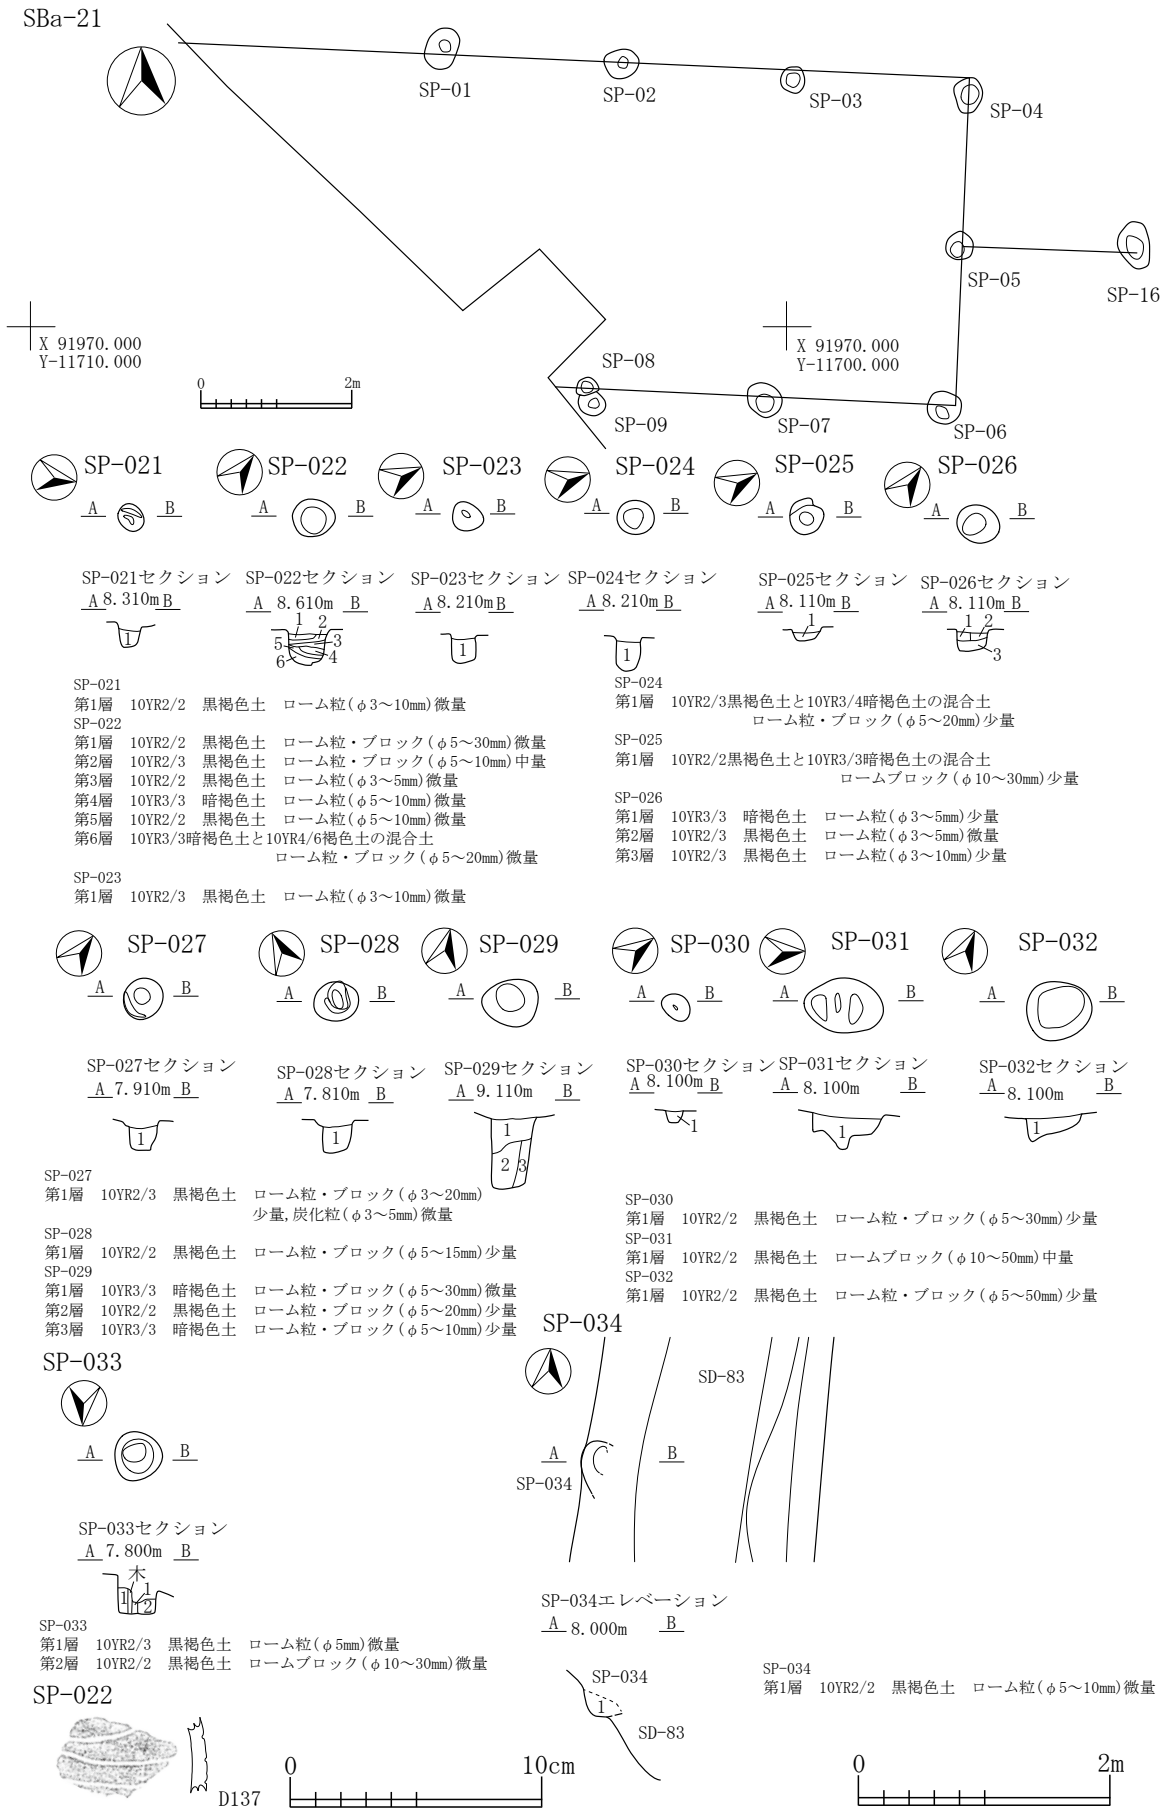 SBa-21
SP-01
SP-02
SP-03
SP-04
SP-05
SP-16
X 91970.000
Y-11710.000
X 91970.000
Y-11700.000
0 2m
SP-08
SP-09
SP-07
SP-06
SP-021 SP-022 SP-023 SP-024 SP-025 SP-026
A B A B A B A B A B A B
SP-021セクション SP-022セクション SP-023セクション SP-024セクション SP-025セクション SP-026セクション
A 8.310m B A 8.610m B A 8.210m B A 8.210m B A 8.110m B A 8.110m B
1 1 2 3 4 5 6 1 1 1 1 2 3
SP-021
第1層 10YR2/2 黒褐色土 ローム粒(φ3～10mm)微量
SP-022
第1層 10YR2/2 黒褐色土 ローム粒・ブロック(φ5～30mm)微量
第2層 10YR2/3 黒褐色土 ローム粒・ブロック(φ5～10mm)中量
第3層 10YR2/2 黒褐色土 ローム粒(φ3～5mm)微量
第4層 10YR3/3 暗褐色土 ローム粒(φ5～10mm)微量
第5層 10YR2/2 黒褐色土 ローム粒(φ5～10mm)微量
第6層 10YR3/3暗褐色土と10YR4/6褐色土の混合土
ローム粒・ブロック(φ5～20mm)微量
SP-023
第1層 10YR2/3 黒褐色土 ローム粒(φ3～10mm)微量
SP-024
第1層 10YR2/3黒褐色土と10YR3/4暗褐色土の混合土
ローム粒・ブロック(φ5～20mm)少量
SP-025
第1層 10YR2/2黒褐色土と10YR3/3暗褐色土の混合土
ロームブロック(φ10～30mm)少量
SP-026
第1層 10YR3/3 暗褐色土 ローム粒(φ3～5mm)少量
第2層 10YR2/3 黒褐色土 ローム粒(φ3～5mm)微量
第3層 10YR2/3 黒褐色土 ローム粒(φ3～10mm)少量
SP-027 SP-028 SP-029 SP-030 SP-031 SP-032
A B A B A B A B A B A B
SP-027セクション SP-028セクション SP-029セクション SP-030セクション SP-031セクション SP-032セクション
A 7.910m B A 7.810m B A 9.110m B A 8.100m B A 8.100m B A 8.100m B
1 1 1 2 3 1 1 1
SP-027
第1層 10YR2/3 黒褐色土 ローム粒・ブロック(φ3～20mm)
少量,炭化粒(φ3～5mm)微量
SP-028
第1層 10YR2/2 黒褐色土 ローム粒・ブロック(φ5～15mm)少量
SP-029
第1層 10YR3/3 暗褐色土 ローム粒・ブロック(φ5～30mm)微量
第2層 10YR2/2 黒褐色土 ローム粒・ブロック(φ5～20mm)少量
第3層 10YR3/3 暗褐色土 ローム粒・ブロック(φ5～10mm)少量
SP-030
第1層 10YR2/2 黒褐色土 ローム粒・ブロック(φ5～30mm)少量
SP-031
第1層 10YR2/2 黒褐色土 ロームブロック(φ10～50mm)中量
SP-032
第1層 10YR2/2 黒褐色土 ローム粒・ブロック(φ5～50mm)少量
SP-033
A B
SP-033セクション
A 7.800m B
木
1 1 2
SP-033
第1層 10YR2/3 黒褐色土 ローム粒(φ5mm)微量
第2層 10YR2/2 黒褐色土 ロームブロック(φ10～30mm)微量
SP-034
SD-83
A B
SP-034
SP-034エレベーション
A 8.000m B
SP-034
1
SD-83
SP-034
第1層 10YR2/2 黒褐色土 ローム粒(φ5～10mm)微量
SP-022
D137
0 10cm
0 2m